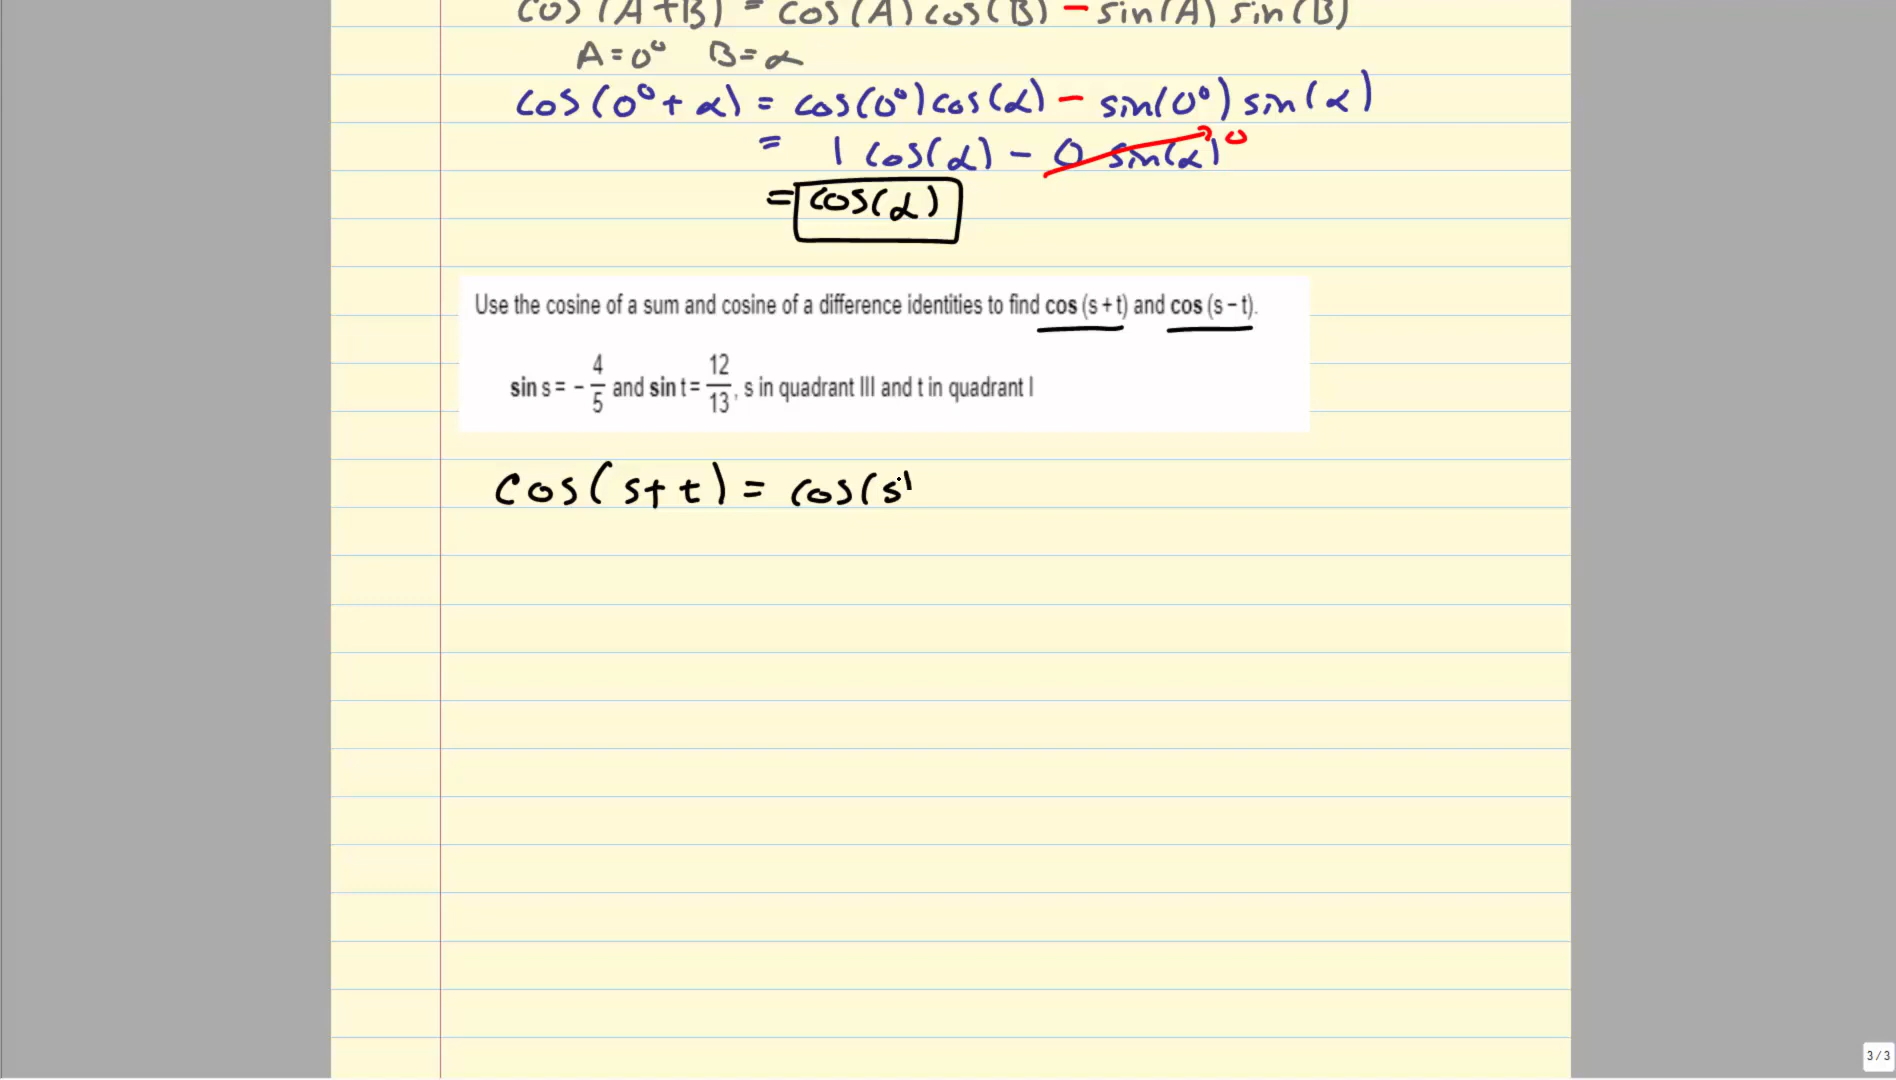 cos(A+B) = cos(A) cos(B) - sin(A) sin(B)
A=0° B=α
cos(0°+α) = cos(0°)cos(α) - sin(0°) sin(α)
= 1 cos(α) - 0 sin(α) 0
= cos(α)
Use the cosine of a sum and cosine of a difference identities to find cos (s + t) and cos (s − t).
sin s = − 4/5 and sin t = 12/13, s in quadrant III and t in quadrant I
cos(s+t) = cos(s)
3 / 3